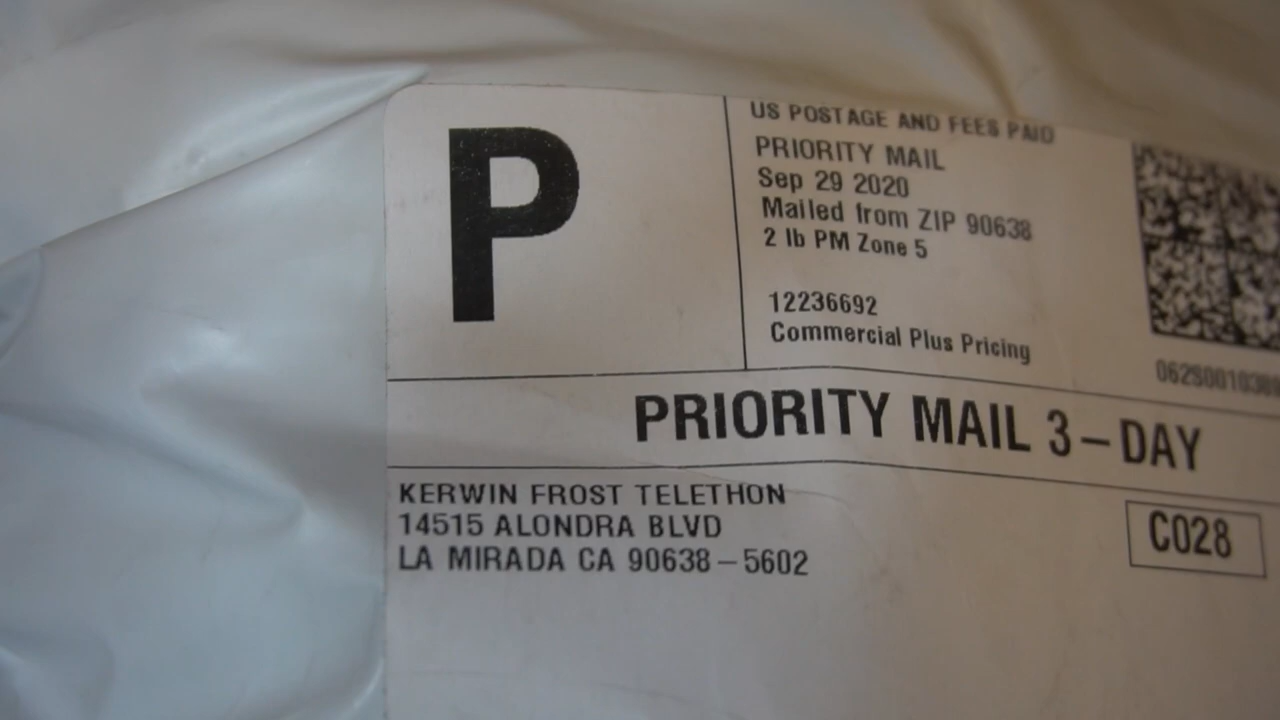 P
US POSTAGE AND FEES PAID
PRIORITY MAIL
Sep 29 2020
Mailed from ZIP 90638
2 lb PM Zone 5
12236692
Commercial Plus Pricing
PRIORITY MAIL 3-DAY
KERWIN FROST TELETHON
14515 ALONDRA BLVD
LA MIRADA CA 90638-5602
C028